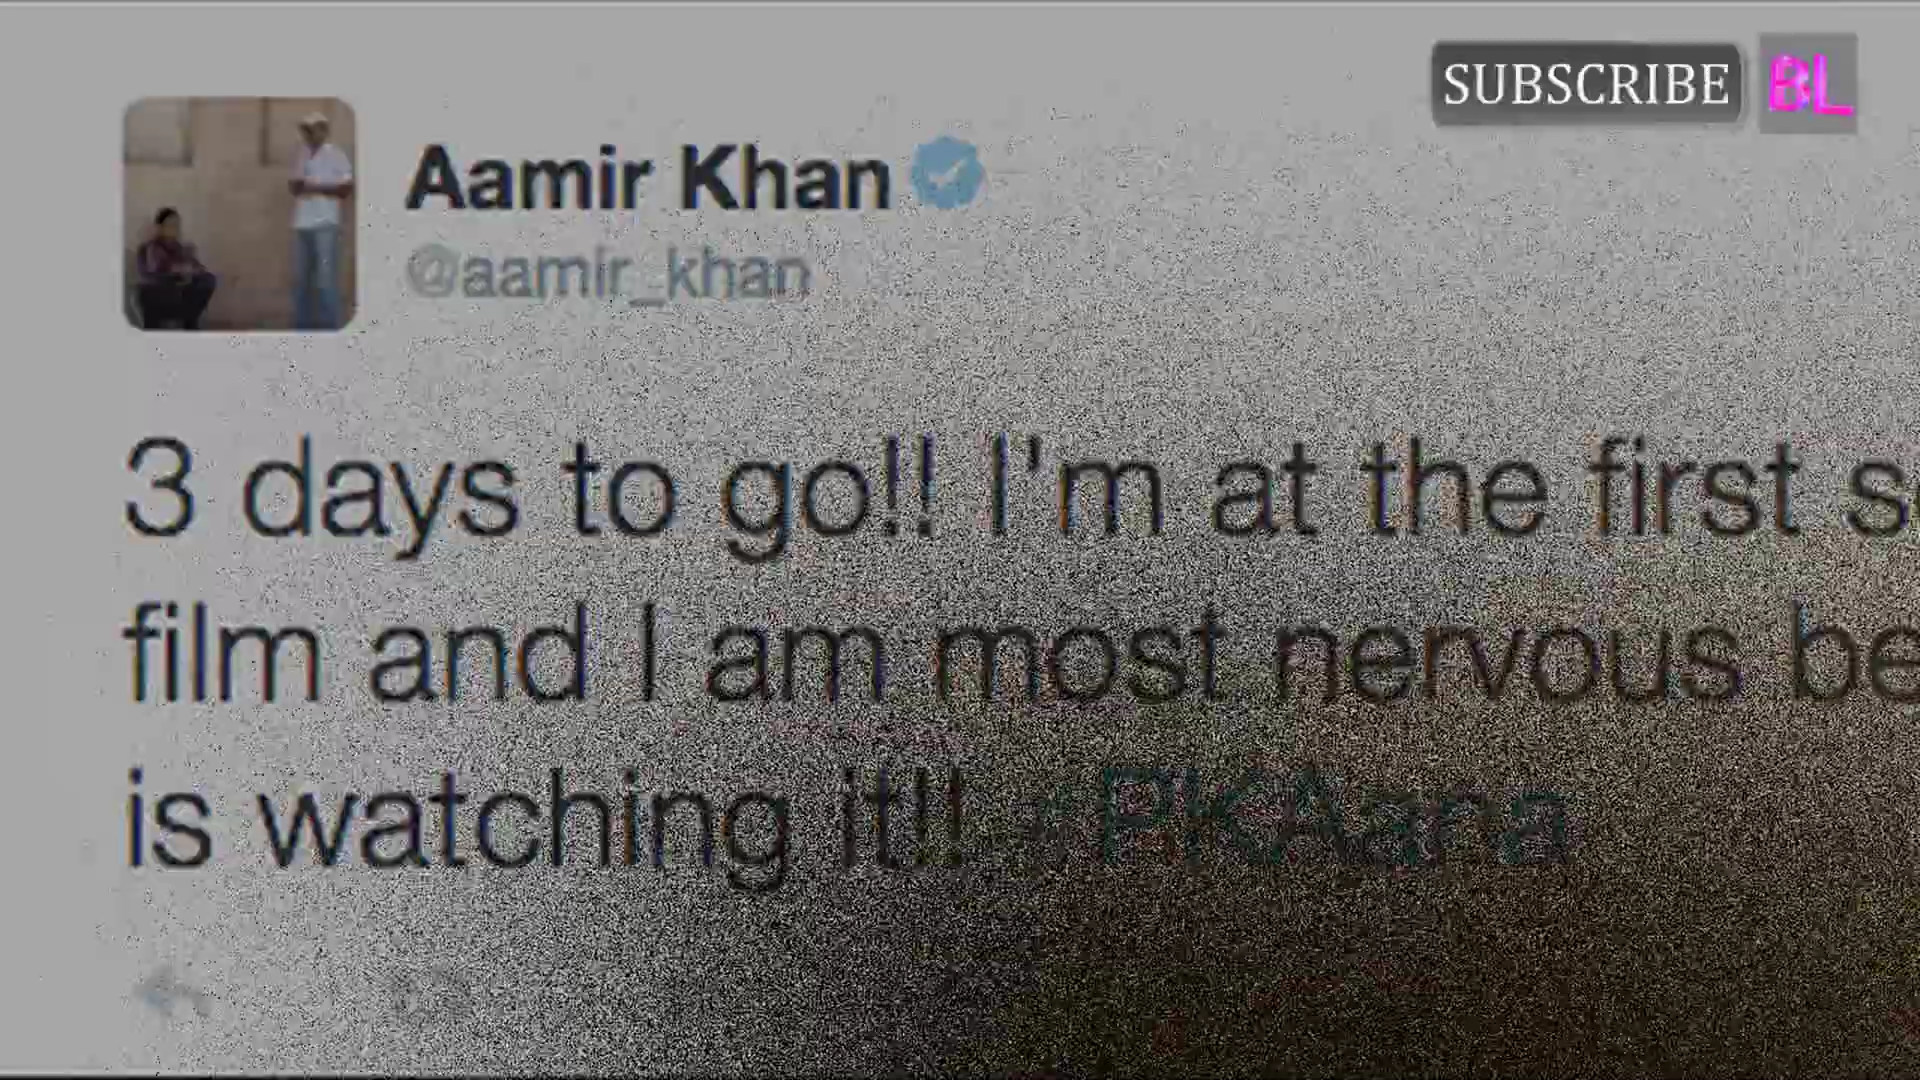 SUBSCRIBE BL
Aamir Khan
@aamir_khan
3 days to go!! I'm at the first
film and I am most nervous
is watching it!! #PKAana